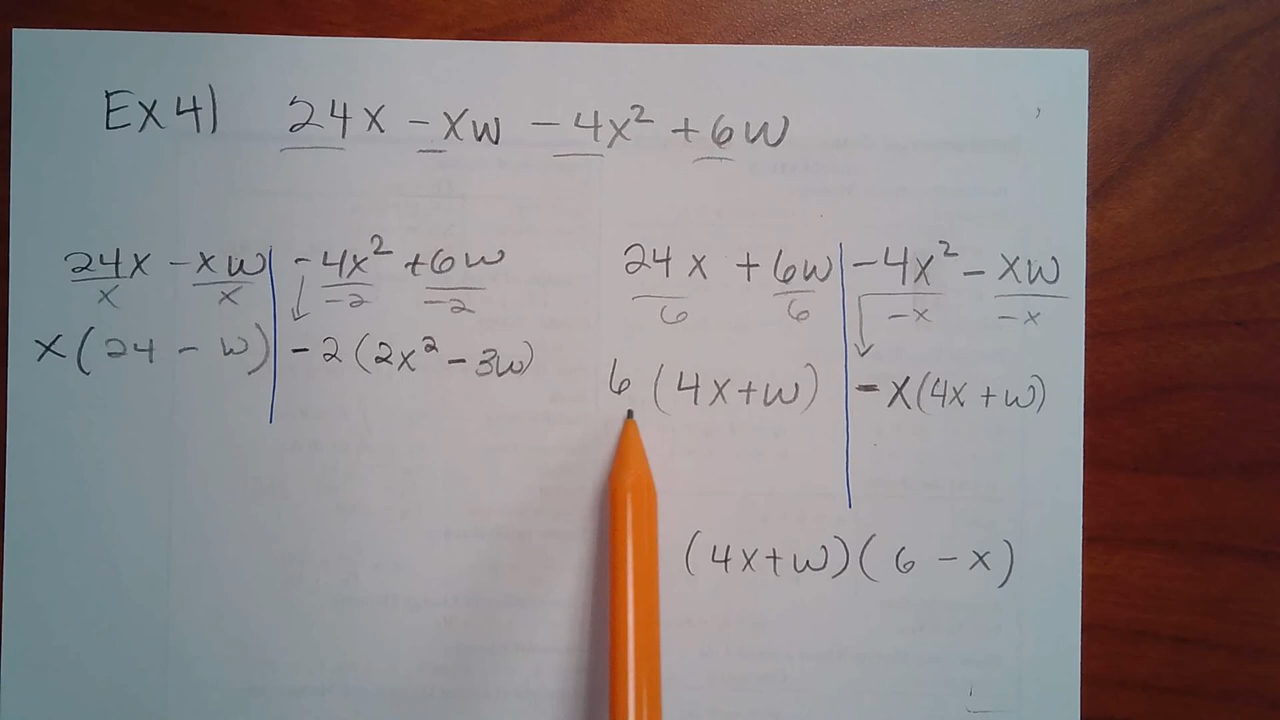 Ex 4) 24x - xw - 4x² + 6w
24x - xw | -4x² + 6w
x x -2 -2
x(24 - w) | -2(2x² - 3w)
24x + 6w | -4x² - xw
6 6 -x -x
6(4x+w) | -x(4x+w)
(4x+w)(6-x)